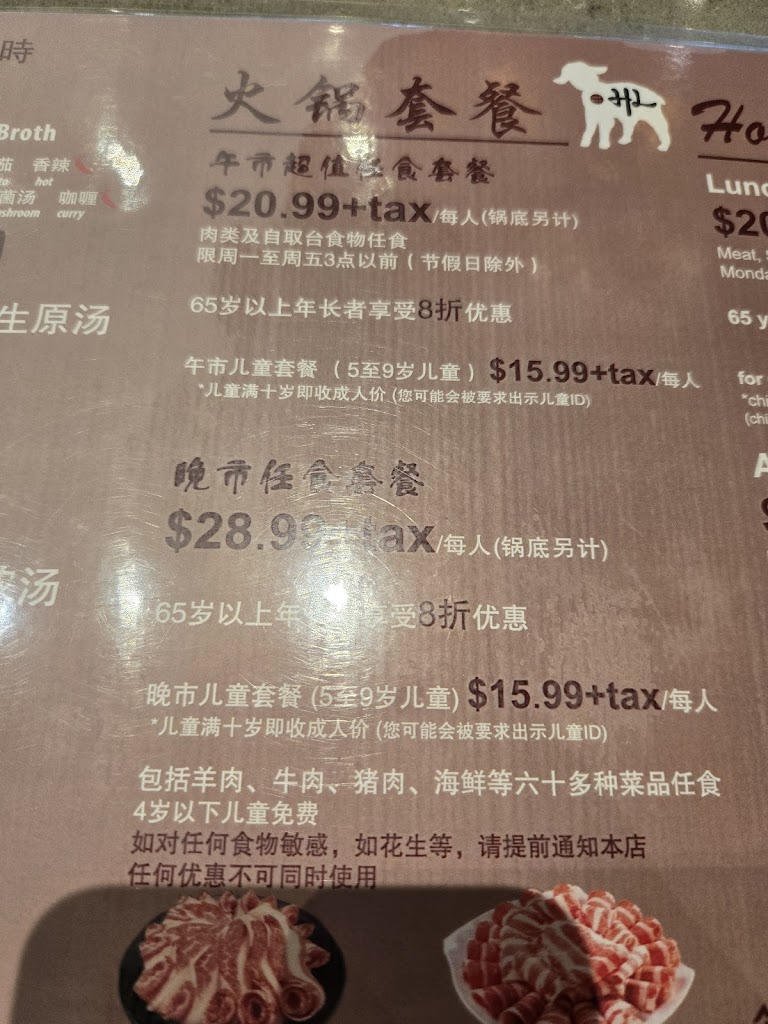 時
Broth
茄 香辣
to hot
菌汤 咖喱
shroom curry
生原汤
汤
火锅套餐
HL
午市超值任食套餐
$20.99+tax/每人(锅底另计)
肉类及自取台食物任食
限周一至周五3点以前（节假日除外）
65岁以上年长者享受8折优惠
午市儿童套餐（5至9岁儿童）$15.99+tax/每人
*儿童满十岁即收成人价 (您可能会被要求出示儿童ID)
晚市任食套餐
$28.99+tax/每人(锅底另计)
65岁以上年 享受8折优惠
晚市儿童套餐 (5至9岁儿童) $15.99+tax/每人
*儿童满十岁即收成人价 (您可能会被要求出示儿童ID)
包括羊肉、牛肉、猪肉、海鲜等六十多种菜品任食
4岁以下儿童免费
如对任何食物敏感，如花生等，请提前通知本店
任何优惠不可同时使用
Ho
Lunc
$20
Meat,
Monda
65 y
for
*chi
(chi